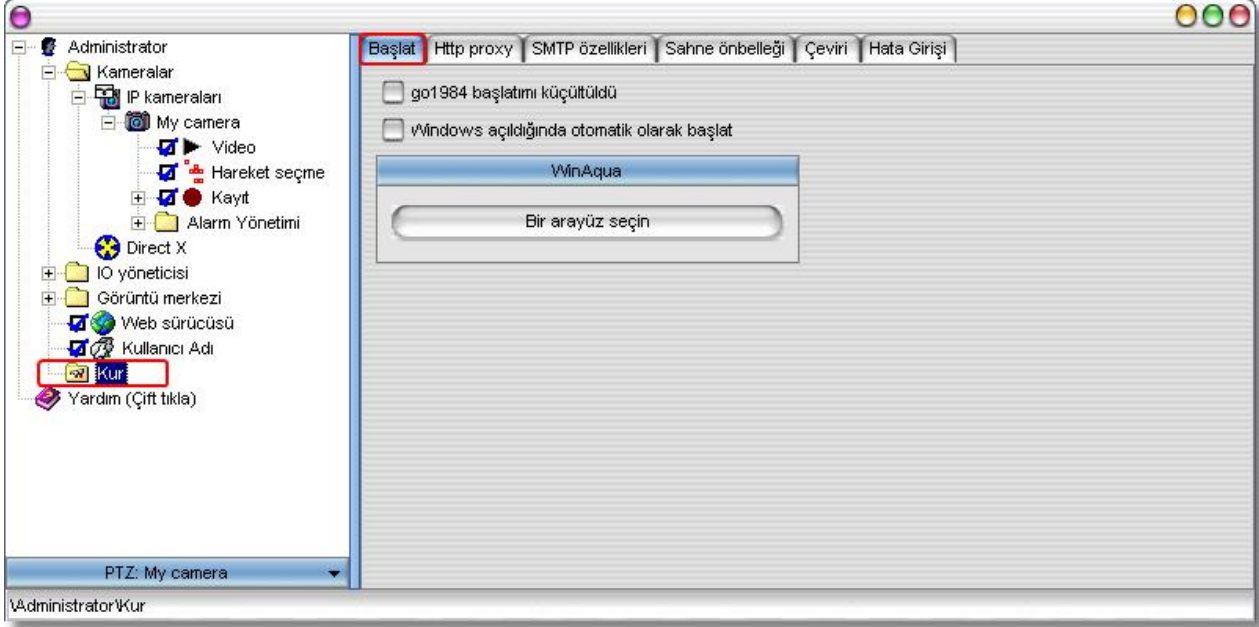 Administrator
Kameralar
IP kameraları
My camera
Video
Hareket seçme
Kayıt
Alarm Yönetimi
Direct X
IO yöneticisi
Görüntü merkezi
Web sürücüsü
Kullanıcı Adı
Kur
Yardım (Çift tıkla)
PTZ: My camera
Başlat Http proxy SMTP özellikleri Sahne önbelleği Çeviri Hata Girişi
go1984 başlatımı küçültüldü
Windows açıldığında otomatik olarak başlat
WinAqua
Bir arayüz seçin
\Administrator\Kur